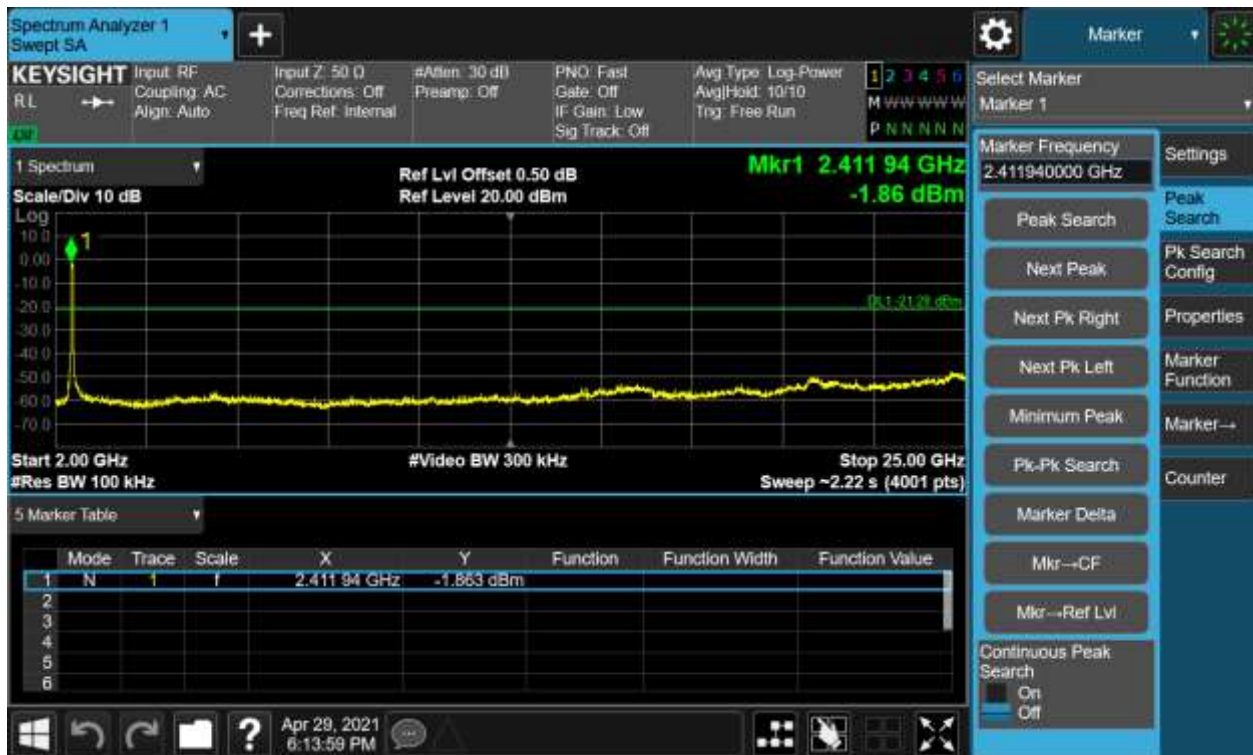 Spectrum Analyzer 1
Swept SA
+
Marker
KEYSIGHT
RL
Input: RF
Coupling: AC
Align: Auto
Input Z: 50 Ω
Corrections: Off
Freq Ref: Internal
#Atten: 30 dB
Preamp: Off
PNO: Fast
Gate: Off
IF Gain: Low
Sig Track: Off
Avg Type: Log-Power
Avg|Hold: 10/10
Trig: Free Run
1 2 3 4 5 6
M W W W W W
P N N N N N
Select Marker
Marker 1
1 Spectrum
Scale/Div 10 dB
Ref Lvl Offset 0.50 dB
Ref Level 20.00 dBm
Mkr1 2.411 94 GHz
-1.86 dBm
Log
10.0
0.00
-10.0
-20.0
-30.0
-40.0
-50.0
-60.0
-70.0
1
DL1 -21.28 dBm
Start 2.00 GHz
#Res BW 100 kHz
#Video BW 300 kHz
Stop 25.00 GHz
Sweep ~2.22 s (4001 pts)
5 Marker Table
Mode Trace Scale X Y Function Function Width Function Value
1 N 1 f 2.411 94 GHz -1.863 dBm
2
3
4
5
6
Marker Frequency
2.411940000 GHz
Peak Search
Next Peak
Next Pk Right
Next Pk Left
Minimum Peak
Pk-Pk Search
Marker Delta
Mkr→CF
Mkr→Ref Lvl
Continuous Peak
Search
On
Off
Settings
Peak
Search
Pk Search
Config
Properties
Marker
Function
Marker→
Counter
?
Apr 29, 2021
6:13:59 PM